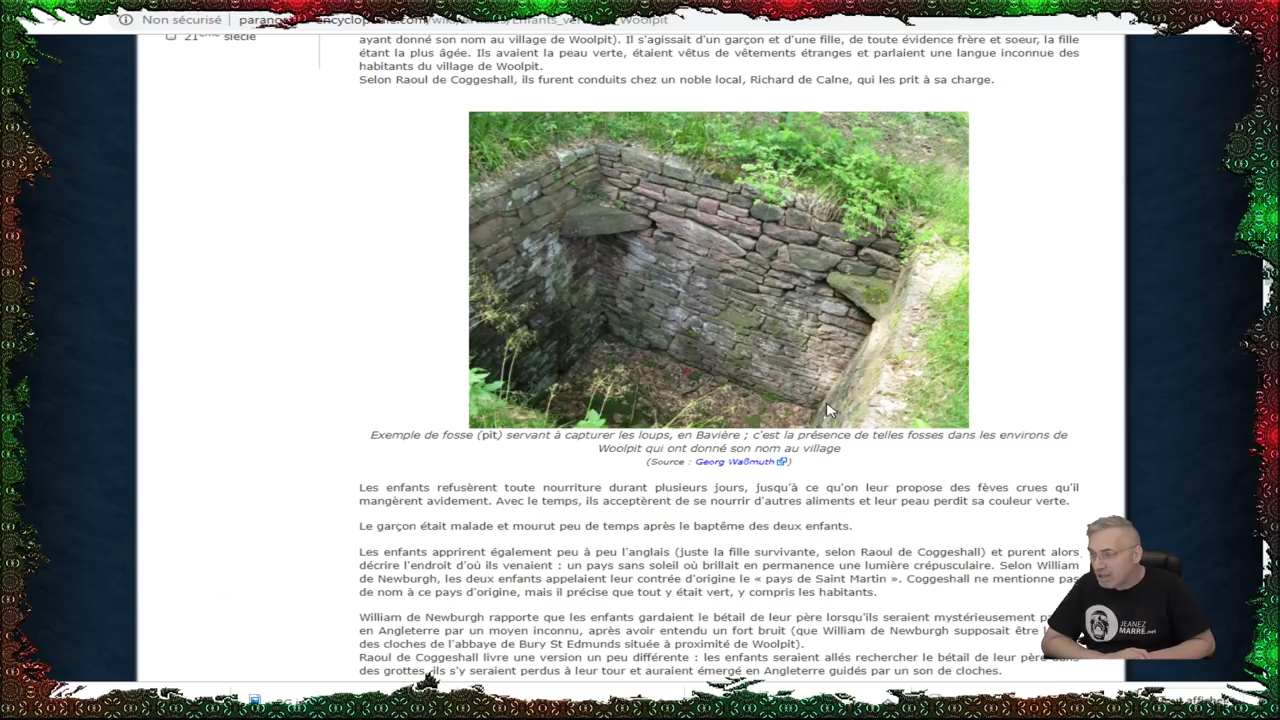 Non sécurisé
21ème siècle
ayant donné son nom au village de Woolpit). Il s'agissait d'un garçon et d'une fille, de toute évidence frère et soeur, la fille
étant la plus âgée. Ils avaient la peau verte, étaient vêtus de vêtements étranges et parlaient une langue inconnue des
habitants du village de Woolpit.
Selon Raoul de Coggeshall, ils furent conduits chez un noble local, Richard de Calne, qui les prit à sa charge.
Exemple de fosse (pit) servant à capturer les loups, en Bavière ; c'est la présence de telles fosses dans les environs de
Woolpit qui ont donné son nom au village
(Source : Georg Waßmuth)
Les enfants refusèrent toute nourriture durant plusieurs jours, jusqu'à ce qu'on leur propose des fèves crues qu'il
mangèrent avidement. Avec le temps, ils acceptèrent de se nourrir d'autres aliments et leur peau perdit sa couleur verte.
Le garçon était malade et mourut peu de temps après le baptême des deux enfants.
Les enfants apprirent également peu à peu l'anglais (juste la fille survivante, selon Raoul de Coggeshall) et purent alors
décrire l'endroit d'où ils venaient : un pays sans soleil où brillait en permanence une lumière crépusculaire. Selon William
de Newburgh, les deux enfants appelaient leur contrée d'origine le « pays de Saint Martin ». Coggeshall ne mentionne pas
de nom à ce pays d'origine, mais il précise que tout y était vert, y compris les habitants.
William de Newburgh rapporte que les enfants gardaient le bétail de leur père lorsqu'ils seraient mystérieusement
en Angleterre par un moyen inconnu, après avoir entendu un fort bruit (que William de Newburgh supposait être
des cloches de l'abbaye de Bury St Edmunds située à proximité de Woolpit).
Raoul de Coggeshall livre une version un peu différente : les enfants seraient allés rechercher le bétail de leur père dans
des grottes, ils s'y seraient perdus à leur tour et auraient émergé en Angleterre guidés par un son de cloches.
JEANEZ
MARRE.net